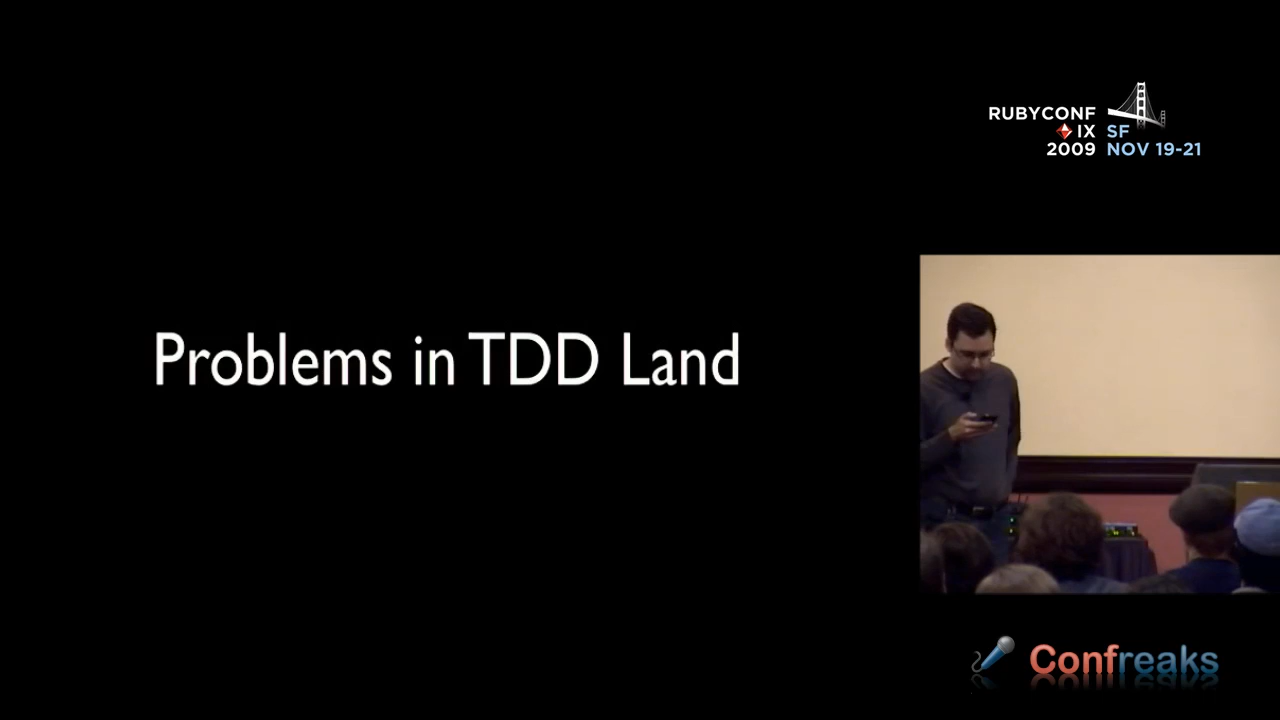 RUBYCONF
IX SF
2009 NOV 19-21
Problems in TDD Land
Confreaks